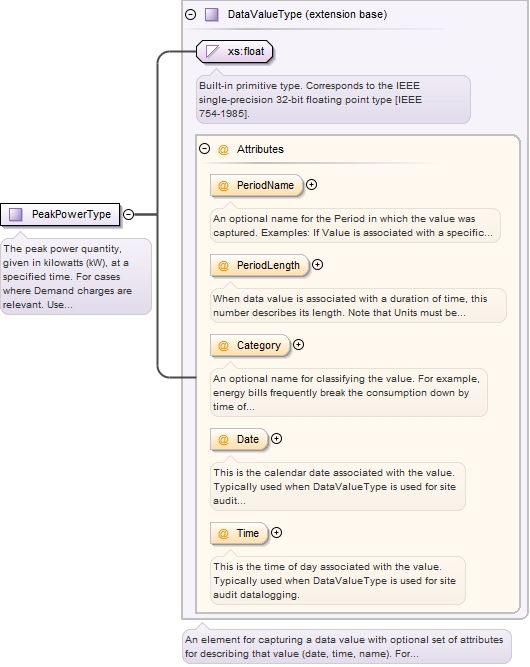 DataValueType (extension base)
xs:float
Built-in primitive type. Corresponds to the IEEE
single-precision 32-bit floating point type [IEEE
754-1985].
@ Attributes
@ PeriodName
An optional name for the Period in which the value was
captured. Examples: If Value is associated with a specific...
@ PeriodLength
When data value is associated with a duration of time, this
number describes its length. Note that Units must be...
@ Category
An optional name for classifying the value. For example,
energy bills frequently break the consumption down by
time of...
@ Date
This is the calendar date associated with the value.
Typically used when DataValueType is used for site
audit...
@ Time
This is the time of day associated with the value.
Typically used when DataValueType is used for site
audit datalogging.
PeakPowerType
The peak power quantity,
given in kilowatts (kW), at a
specified time. For cases
where Demand charges are
relevant. Use...
An element for capturing a data value with optional set of attributes
for describing that value (date, time, name). For...